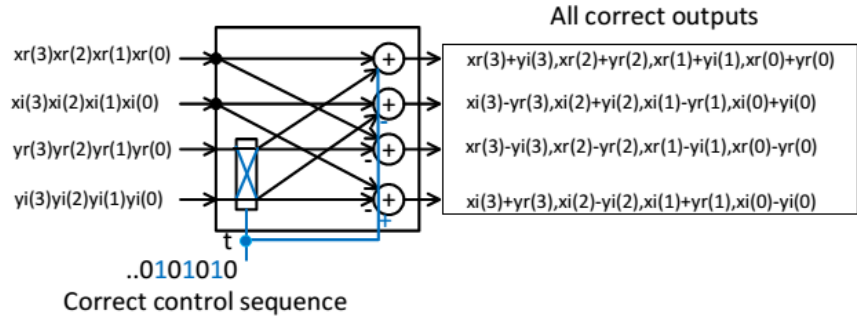 All correct outputs
xr(3)xr(2)xr(1)xr(0)
+
xr(3)+yi(3),xr(2)+yr(2),xr(1)+yi(1),xr(0)+yr(0)
xi(3)xi(2)xi(1)xi(0)
+
-
xi(3)-yr(3),xi(2)+yi(2),xi(1)-yr(1),xi(0)+yi(0)
yr(3)yr(2)yr(1)yr(0)
+
-
xr(3)-yi(3),xr(2)-yr(2),xr(1)-yi(1),xr(0)-yr(0)
yi(3)yi(2)yi(1)yi(0)
+
-
+
xi(3)+yr(3),xi(2)-yi(2),xi(1)+yr(1),xi(0)-yi(0)
t
..0101010
Correct control sequence